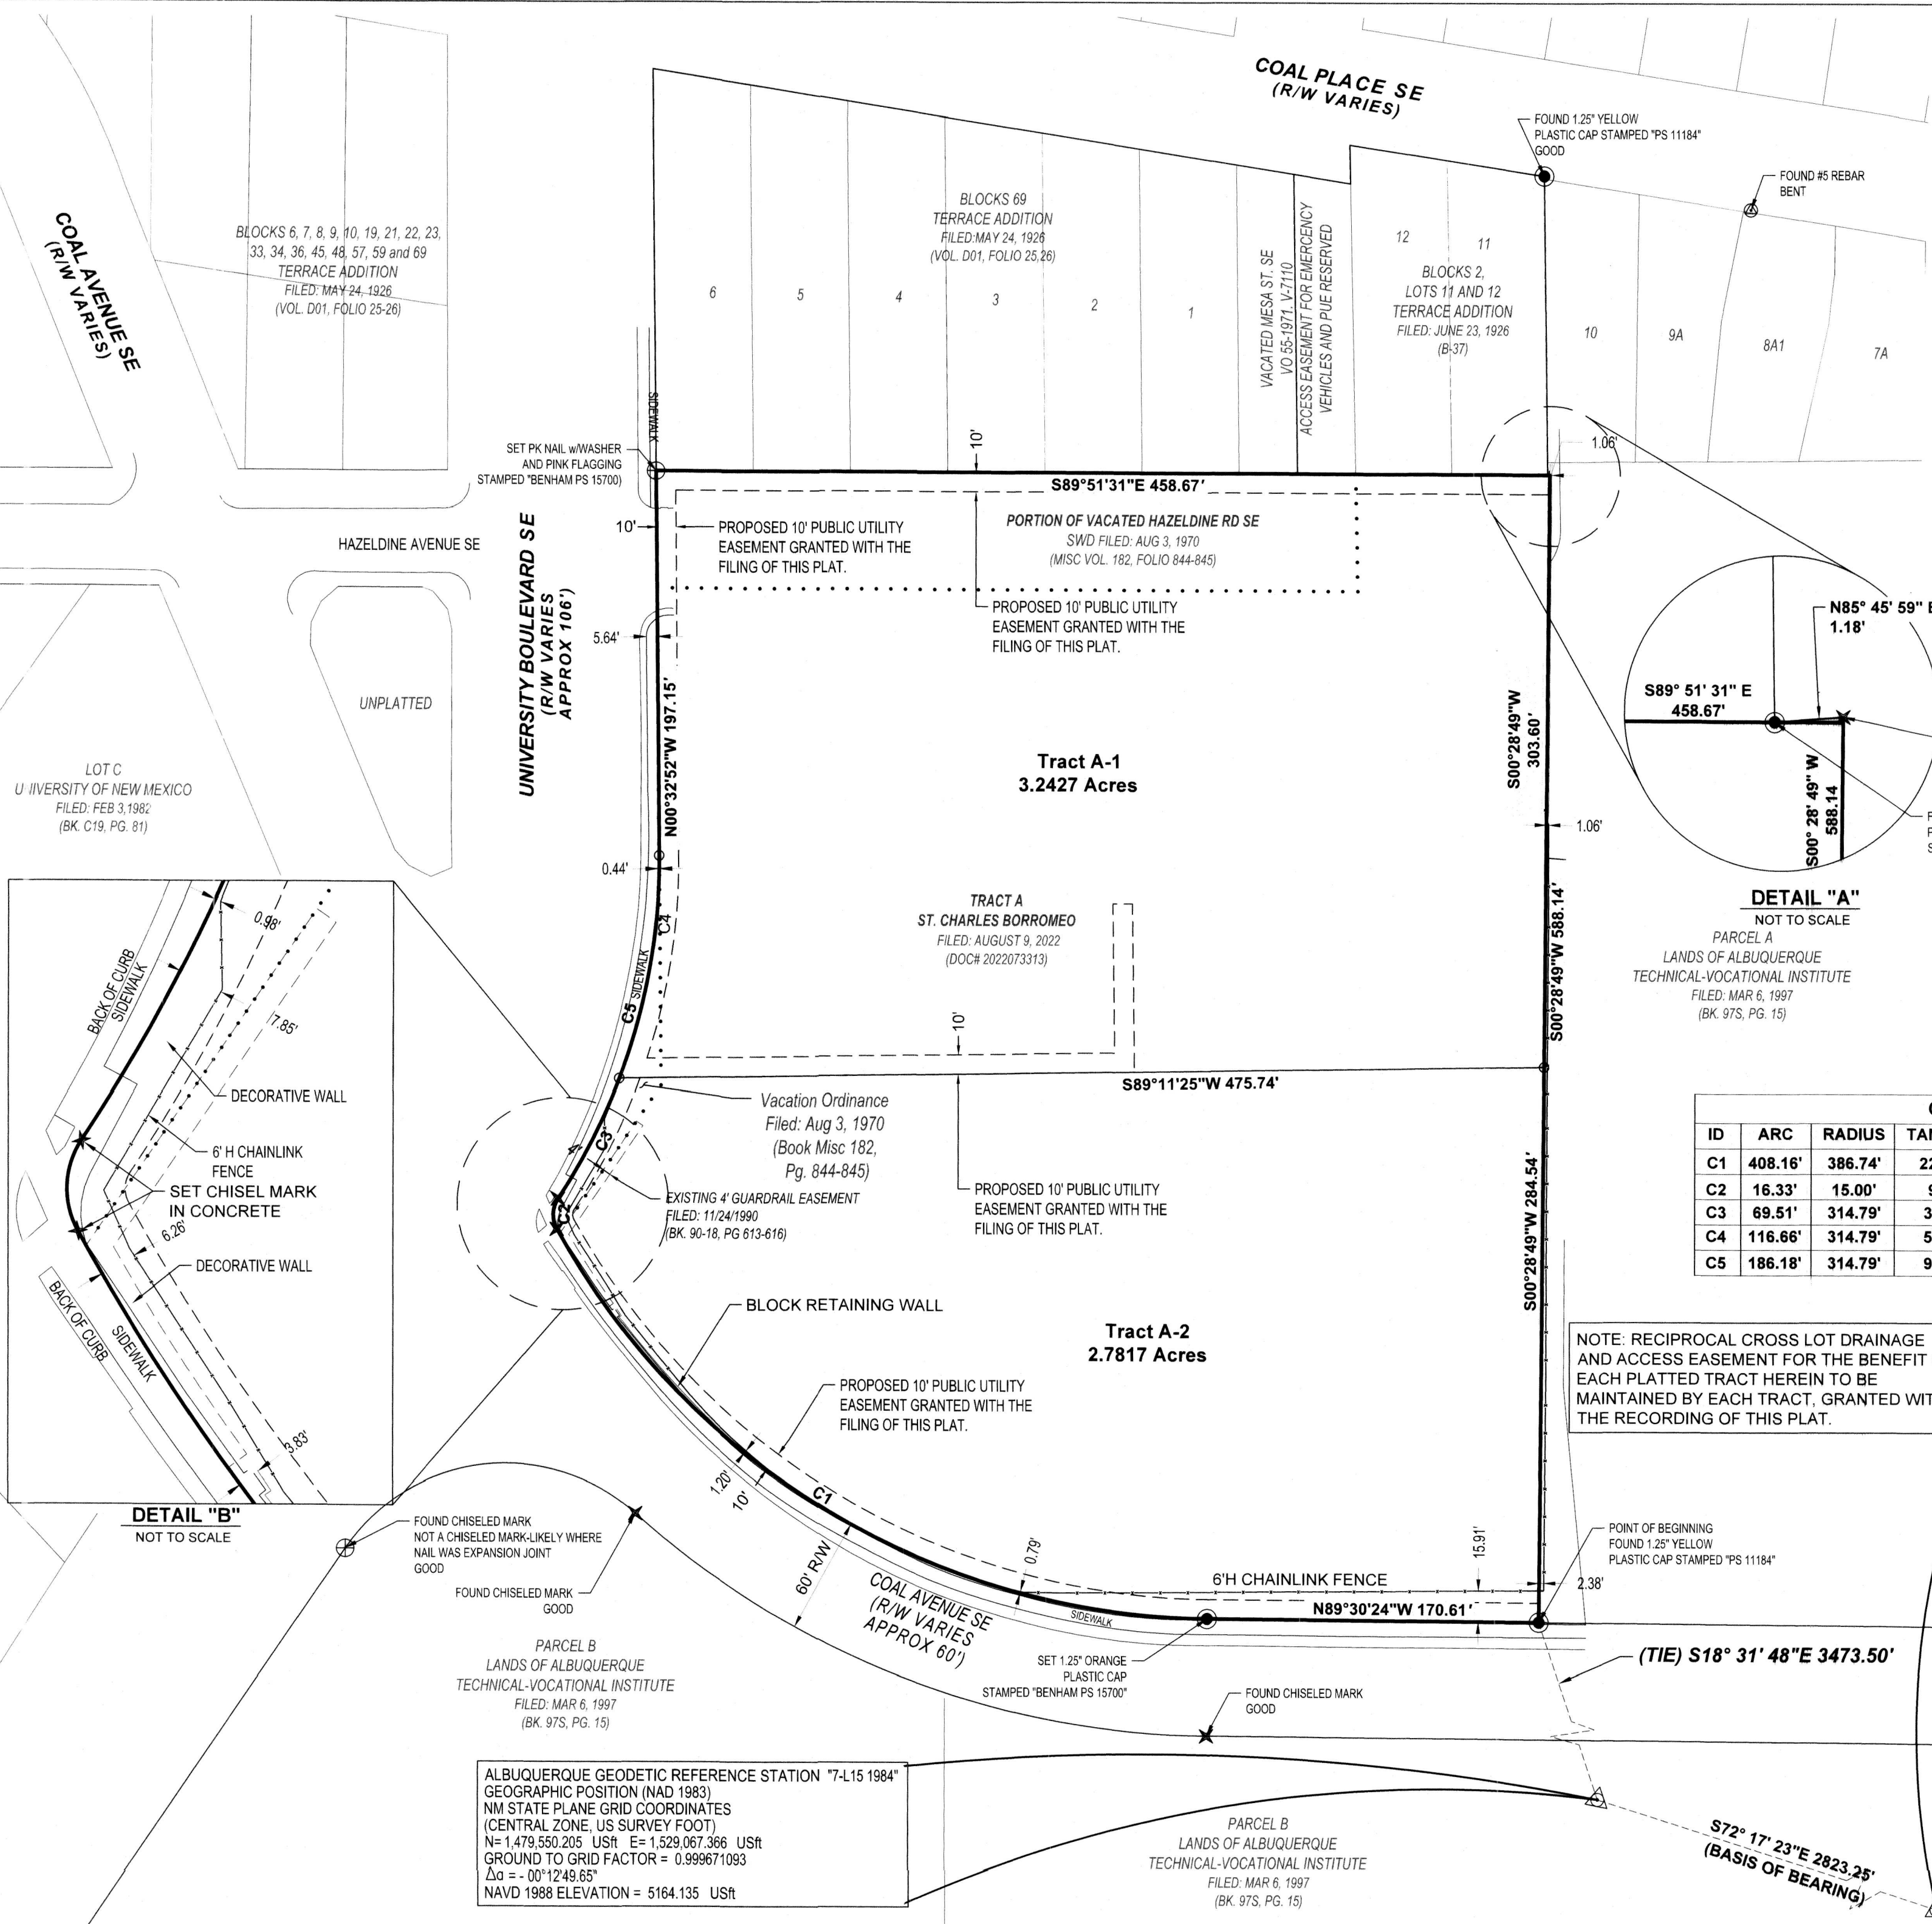 COAL PLACE SE
(R/W VARIES)
FOUND 1.25" YELLOW
PLASTIC CAP STAMPED "PS 11184"
GOOD
FOUND #5 REBAR
BENT
COAL AVENUE SE
(R/W VARIES)
BLOCKS 6, 7, 8, 9, 10, 19, 21, 22, 23,
33, 34, 36, 45, 48, 57, 59 and 69
TERRACE ADDITION
FILED: MAY 24, 1926
(VOL. D01, FOLIO 25-26)
BLOCKS 69
TERRACE ADDITION
FILED:MAY 24, 1926
(VOL. D01, FOLIO 25,26)
6
5
4
3
2
1
VACATED MESA ST. SE
VO 55-1971. V-7110
ACCESS EASEMENT FOR EMERCENCY
VEHICLES AND PUE RESERVED
12
11
BLOCKS 2,
LOTS 11 AND 12
TERRACE ADDITION
FILED: JUNE 23, 1926
(B-37)
10
9A
8A1
7A
SIDEWALK
SET PK NAIL w/WASHER
AND PINK FLAGGING
STAMPED "BENHAM PS 15700)
10'
1.06'
S89°51'31"E 458.67'
HAZELDINE AVENUE SE
UNIVERSITY BOULEVARD SE
(R/W VARIES
APPROX 106')
10'
PROPOSED 10' PUBLIC UTILITY
EASEMENT GRANTED WITH THE
FILING OF THIS PLAT.
PORTION OF VACATED HAZELDINE RD SE
SWD FILED: AUG 3, 1970
(MISC VOL. 182, FOLIO 844-845)
PROPOSED 10' PUBLIC UTILITY
EASEMENT GRANTED WITH THE
FILING OF THIS PLAT.
5.64'
UNPLATTED
N00°32'52"W 197.15'
Tract A-1
3.2427 Acres
S00°28'49"W
303.60'
N85° 45' 59" E
1.18'
S89° 51' 31" E
458.67'
S00° 28' 49" W
588.14
DETAIL "A"
NOT TO SCALE
LOT C
U IIVERSITY OF NEW MEXICO
FILED: FEB 3,1982
(BK. C19, PG. 81)
0.44'
1.06'
C4
TRACT A
ST. CHARLES BORROMEO
FILED: AUGUST 9, 2022
(DOC# 2022073313)
S00°28'49"W 588.14'
PARCEL A
LANDS OF ALBUQUERQUE
TECHNICAL-VOCATIONAL INSTITUTE
FILED: MAR 6, 1997
(BK. 97S, PG. 15)
SIDEWALK
C5
10'
S89°11'25"W 475.74'
0.98'
BACK OF CURB
SIDEWALK
7.85'
DECORATIVE WALL
6' H CHAINLINK
FENCE
SET CHISEL MARK
IN CONCRETE
6.26'
DECORATIVE WALL
BACK OF CURB
SIDEWALK
3.83'
DETAIL "B"
NOT TO SCALE
Vacation Ordinance
Filed: Aug 3, 1970
(Book Misc 182,
Pg. 844-845)
4'
C3
C2
EXISTING 4' GUARDRAIL EASEMENT
FILED: 11/24/1990
(BK. 90-18, PG 613-616)
PROPOSED 10' PUBLIC UTILITY
EASEMENT GRANTED WITH THE
FILING OF THIS PLAT.
S00°28'49"W 284.54'
ID ARC RADIUS
C1 408.16' 386.74'
C2 16.33' 15.00'
C3 69.51' 314.79'
C4 116.66' 314.79'
C5 186.18' 314.79'
BLOCK RETAINING WALL
Tract A-2
2.7817 Acres
NOTE: RECIPROCAL CROSS LOT DRAINAGE
AND ACCESS EASEMENT FOR THE BENEFIT
EACH PLATTED TRACT HEREIN TO BE
MAINTAINED BY EACH TRACT, GRANTED WIT
THE RECORDING OF THIS PLAT.
PROPOSED 10' PUBLIC UTILITY
EASEMENT GRANTED WITH THE
FILING OF THIS PLAT.
1.20'
10'
C1
FOUND CHISELED MARK
NOT A CHISELED MARK-LIKELY WHERE
NAIL WAS EXPANSION JOINT
GOOD
FOUND CHISELED MARK
GOOD
60' R/W
0.79'
15.91'
6'H CHAINLINK FENCE
2.38'
POINT OF BEGINNING
FOUND 1.25" YELLOW
PLASTIC CAP STAMPED "PS 11184"
N89°30'24"W 170.61'
SIDEWALK
COAL AVENUE SE
(R/W VARIES
APPROX 60')
SET 1.25" ORANGE
PLASTIC CAP
STAMPED "BENHAM PS 15700"
(TIE) S18° 31' 48"E 3473.50'
FOUND CHISELED MARK
GOOD
PARCEL B
LANDS OF ALBUQUERQUE
TECHNICAL-VOCATIONAL INSTITUTE
FILED: MAR 6, 1997
(BK. 97S, PG. 15)
ALBUQUERQUE GEODETIC REFERENCE STATION "7-L15 1984"
GEOGRAPHIC POSITION (NAD 1983)
NM STATE PLANE GRID COORDINATES
(CENTRAL ZONE, US SURVEY FOOT)
N= 1,479,550.205 USft E= 1,529,067.366 USft
GROUND TO GRID FACTOR = 0.999671093
Δα = - 00°12'49.65"
NAVD 1988 ELEVATION = 5164.135 USft
PARCEL B
LANDS OF ALBUQUERQUE
TECHNICAL-VOCATIONAL INSTITUTE
FILED: MAR 6, 1997
(BK. 97S, PG. 15)
S72° 17' 23"E 2823.25'
(BASIS OF BEARING)